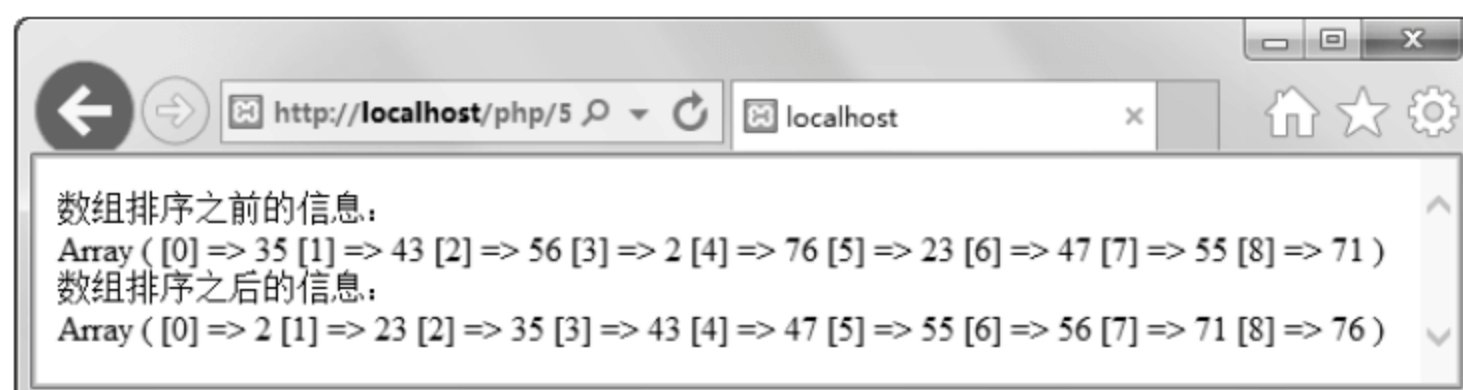 http://localhost/php/5
localhost
数组排序之前的信息：
Array ( [0] => 35 [1] => 43 [2] => 56 [3] => 2 [4] => 76 [5] => 23 [6] => 47 [7] => 55 [8] => 71 )
数组排序之后的信息：
Array ( [0] => 2 [1] => 23 [2] => 35 [3] => 43 [4] => 47 [5] => 55 [6] => 56 [7] => 71 [8] => 76 )